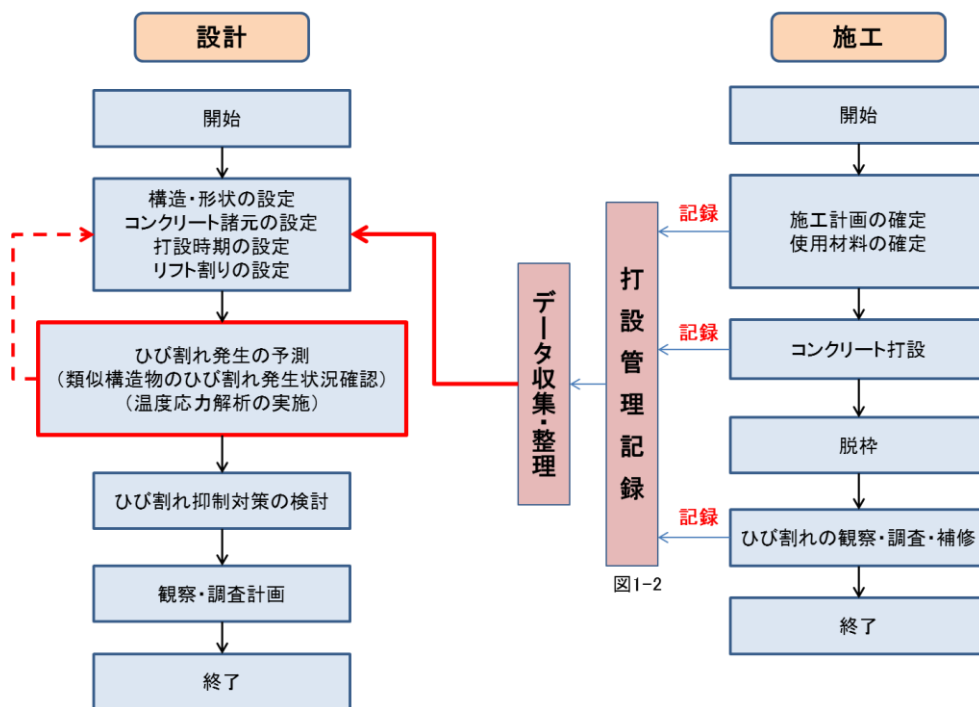 設計
開始
構造・形状の設定
コンクリート諸元の設定
打設時期の設定
リフト割りの設定
ひび割れ発生の予測
(類似構造物のひび割れ発生状況確認)
(温度応力解析の実施)
ひび割れ抑制対策の検討
観察・調査計画
終了
データ収集・整理
打設管理記録
図1-2
記録
記録
記録
施工
開始
施工計画の確定
使用材料の確定
コンクリート打設
脱枠
ひび割れの観察・調査・補修
終了